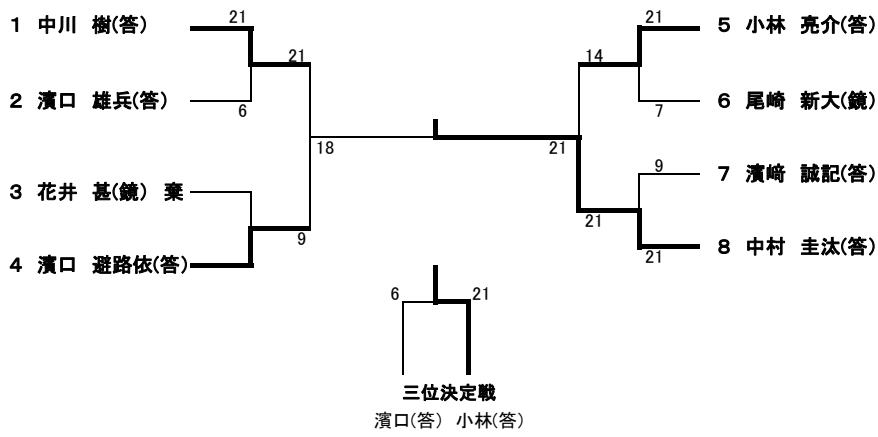 21
1 中川 樹(答)
21
6
2 濱口 雄兵(答)
18
3 花井 甚(鏡) 棄
9
4 濱口 避路依(答)
21
5 小林 亮介(答)
14
7
6 尾崎 新大(鏡)
21
9
7 濱﨑 誠記(答)
21
21
8 中村 圭汰(答)
6 21
三位決定戦
濱口(答) 小林(答)